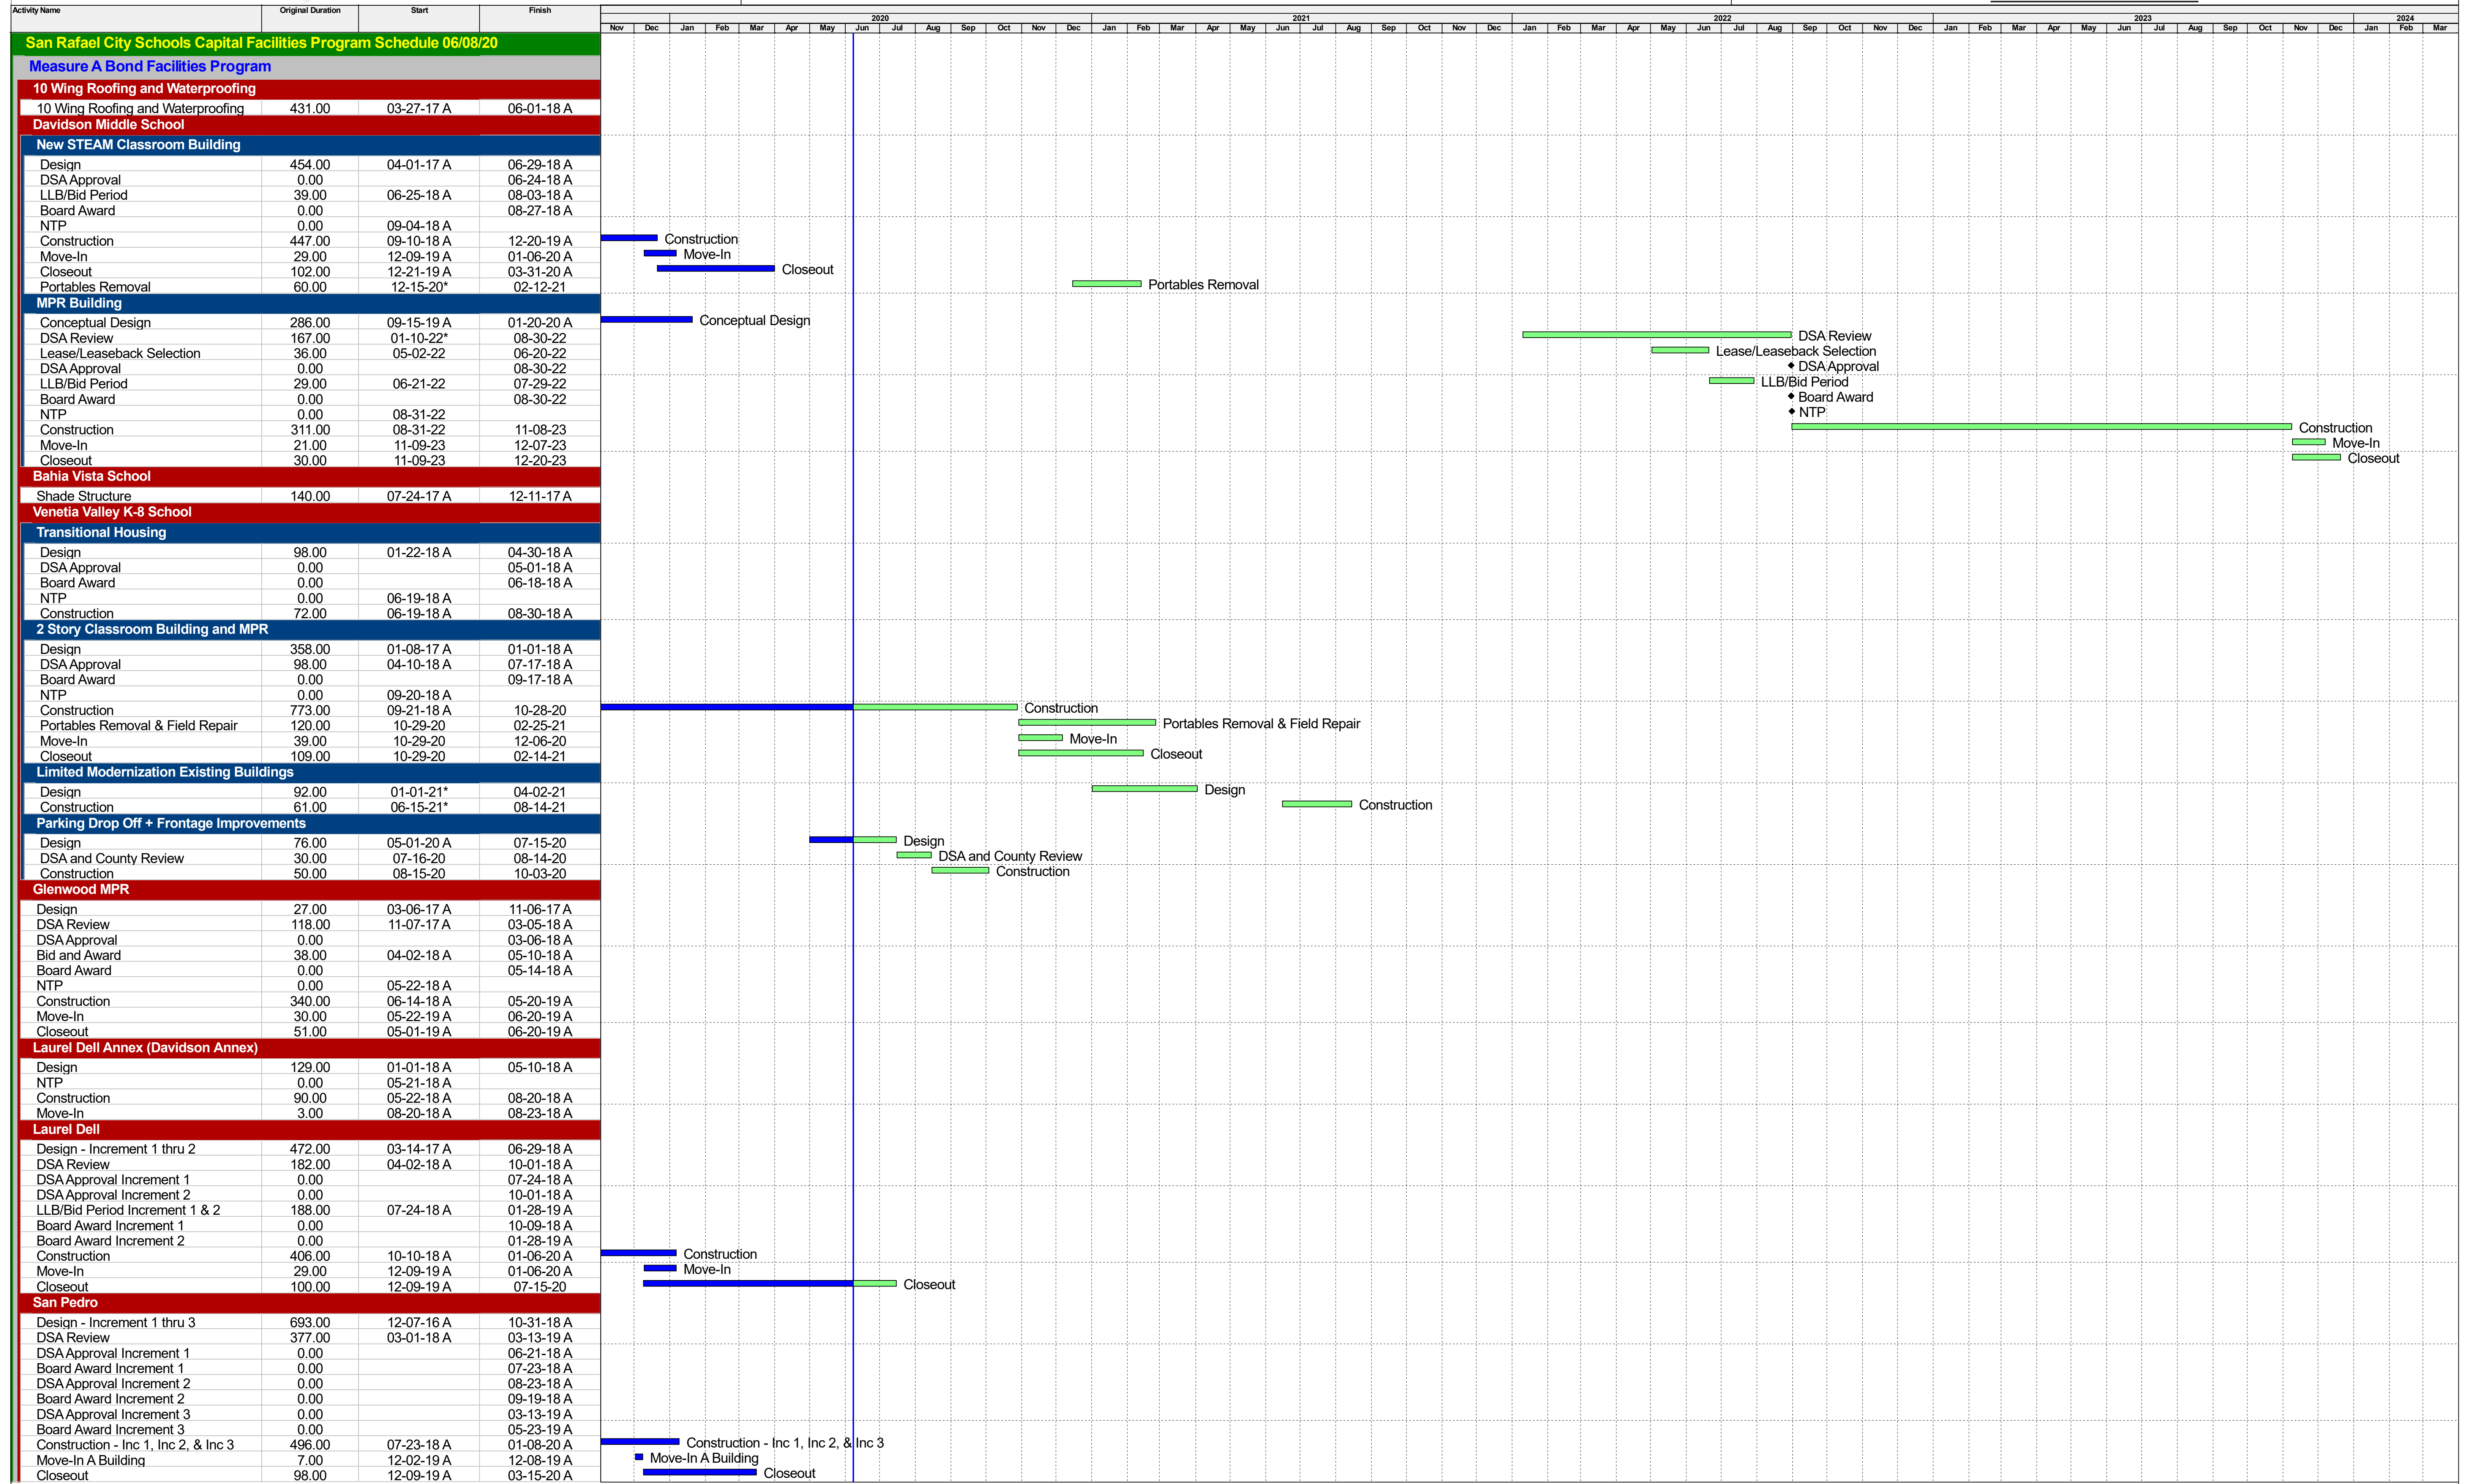 Activity Name Original Duration Start Finish
2020 2021 2022 2023 2024
Nov Dec Jan Feb Mar Apr May Jun Jul Aug Sep Oct Nov Dec Jan Feb Mar Apr May Jun Jul Aug Sep Oct Nov Dec Jan Feb Mar Apr May Jun Jul Aug Sep Oct Nov Dec Jan Feb Mar Apr May Jun Jul Aug Sep Oct Nov Dec Jan Feb Mar
San Rafael City Schools Capital Facilities Program Schedule 06/08/20
Measure A Bond Facilities Program
10 Wing Roofing and Waterproofing
10 Wing Roofing and Waterproofing 431.00 03-27-17 A 06-01-18 A
Davidson Middle School
New STEAM Classroom Building
Design 454.00 04-01-17 A 06-29-18 A
DSA Approval 0.00 06-24-18 A
LLB/Bid Period 39.00 06-25-18 A 08-03-18 A
Board Award 0.00 08-27-18 A
NTP 0.00 09-04-18 A
Construction 447.00 09-10-18 A 12-20-19 A Construction
Move-In 29.00 12-09-19 A 01-06-20 A Move-In
Closeout 102.00 12-21-19 A 03-31-20 A Closeout
Portables Removal 60.00 12-15-20* 02-12-21 Portables Removal
MPR Building
Conceptual Design 286.00 09-15-19 A 01-20-20 A Conceptual Design
DSA Review 167.00 01-10-22* 08-30-22 DSA Review
Lease/Leaseback Selection 36.00 05-02-22 06-20-22 Lease/Leaseback Selection
DSA Approval 0.00 08-30-22 DSA Approval
LLB/Bid Period 29.00 06-21-22 07-29-22 LLB/Bid Period
Board Award 0.00 08-30-22 Board Award
NTP 0.00 08-31-22 NTP
Construction 311.00 08-31-22 11-08-23 Construction
Move-In 21.00 11-09-23 12-07-23 Move-In
Closeout 30.00 11-09-23 12-20-23 Closeout
Bahia Vista School
Shade Structure 140.00 07-24-17 A 12-11-17 A
Venetia Valley K-8 School
Transitional Housing
Design 98.00 01-22-18 A 04-30-18 A
DSA Approval 0.00 05-01-18 A
Board Award 0.00 06-18-18 A
NTP 0.00 06-19-18 A
Construction 72.00 06-19-18 A 08-30-18 A
2 Story Classroom Building and MPR
Design 358.00 01-08-17 A 01-01-18 A
DSA Approval 98.00 04-10-18 A 07-17-18 A
Board Award 0.00 09-17-18 A
NTP 0.00 09-20-18 A
Construction 773.00 09-21-18 A 10-28-20 Construction
Portables Removal & Field Repair 120.00 10-29-20 02-25-21 Portables Removal & Field Repair
Move-In 39.00 10-29-20 12-06-20 Move-In
Closeout 109.00 10-29-20 02-14-21 Closeout
Limited Modernization Existing Buildings
Design 92.00 01-01-21* 04-02-21 Design
Construction 61.00 06-15-21* 08-14-21 Construction
Parking Drop Off + Frontage Improvements
Design 76.00 05-01-20 A 07-15-20 Design
DSA and County Review 30.00 07-16-20 08-14-20 DSA and County Review
Construction 50.00 08-15-20 10-03-20 Construction
Glenwood MPR
Design 27.00 03-06-17 A 11-06-17 A
DSA Review 118.00 11-07-17 A 03-05-18 A
DSA Approval 0.00 03-06-18 A
Bid and Award 38.00 04-02-18 A 05-10-18 A
Board Award 0.00 05-14-18 A
NTP 0.00 05-22-18 A
Construction 340.00 06-14-18 A 05-20-19 A
Move-In 30.00 05-22-19 A 06-20-19 A
Closeout 51.00 05-01-19 A 06-20-19 A
Laurel Dell Annex (Davidson Annex)
Design 129.00 01-01-18 A 05-10-18 A
NTP 0.00 05-21-18 A
Construction 90.00 05-22-18 A 08-20-18 A
Move-In 3.00 08-20-18 A 08-23-18 A
Laurel Dell
Design - Increment 1 thru 2 472.00 03-14-17 A 06-29-18 A
DSA Review 182.00 04-02-18 A 10-01-18 A
DSA Approval Increment 1 0.00 07-24-18 A
DSA Approval Increment 2 0.00 10-01-18 A
LLB/Bid Period Increment 1 & 2 188.00 07-24-18 A 01-28-19 A
Board Award Increment 1 0.00 10-09-18 A
Board Award Increment 2 0.00 01-28-19 A
Construction 406.00 10-10-18 A 01-06-20 A Construction
Move-In 29.00 12-09-19 A 01-06-20 A Move-In
Closeout 100.00 12-09-19 A 07-15-20 Closeout
San Pedro
Design - Increment 1 thru 3 693.00 12-07-16 A 10-31-18 A
DSA Review 377.00 03-01-18 A 03-13-19 A
DSA Approval Increment 1 0.00 06-21-18 A
Board Award Increment 1 0.00 07-23-18 A
DSA Approval Increment 2 0.00 08-23-18 A
Board Award Increment 2 0.00 09-19-18 A
DSA Approval Increment 3 0.00 03-13-19 A
Board Award Increment 3 0.00 05-23-19 A
Construction - Inc 1, Inc 2, & Inc 3 496.00 07-23-18 A 01-08-20 A Construction - Inc 1, Inc 2, & Inc 3
Move-In A Building 7.00 12-02-19 A 12-08-19 A Move-In A Building
Closeout 98.00 12-09-19 A 03-15-20 A Closeout